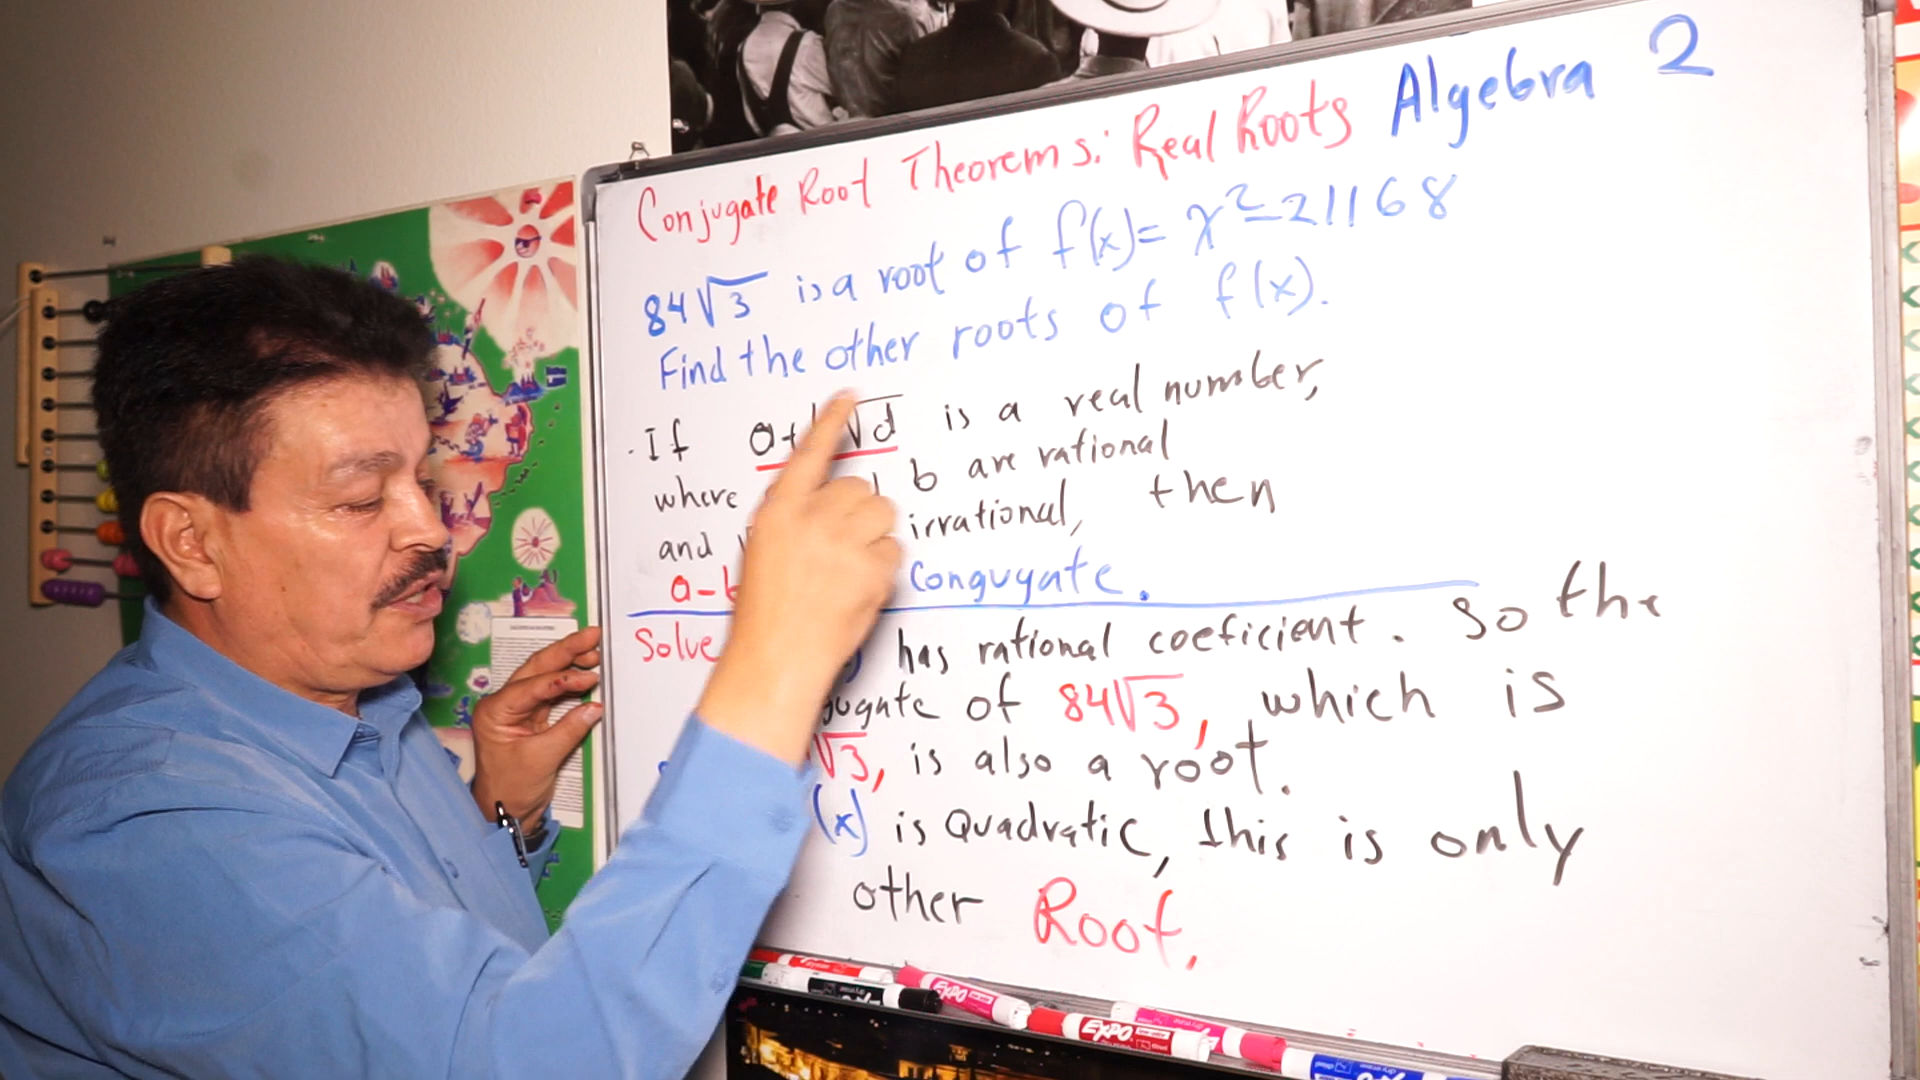 Algebra 2
Conjugate Root Theorems: Real Roots
84√3 is a root of f(x)= x²-21168
Find the other roots of f(x).
. If a+ √d is a real number,
where b are rational
and irrational, then
a-b Conguyate.
Solve has rational coeficient. So the
of 84√3, which is
√3, is also a root.
(x) is Quadratic, this is only
other Root.
EXPO
EXPO